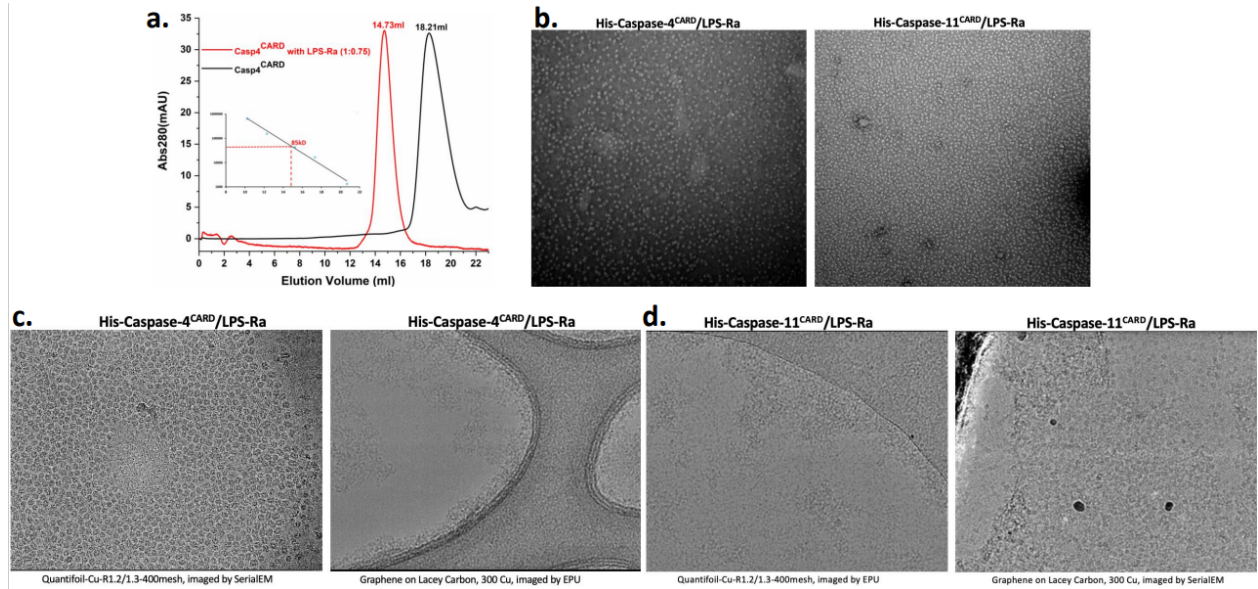 a.
14.73ml
18.21ml
Casp4CARD with LPS-Ra (1:0.75)
Casp4CARD
85kD
Abs280(mAU)
35
30
25
20
15
10
5
0
0 2 4 6 8 10 12 14 16 18 20 22
Elution Volume (ml)
b.
His-Caspase-4CARD/LPS-Ra
His-Caspase-11CARD/LPS-Ra
c.
His-Caspase-4CARD/LPS-Ra
His-Caspase-4CARD/LPS-Ra
Quantifoil-Cu-R1.2/1.3-400mesh, imaged by SerialEM
Graphene on Lacey Carbon, 300 Cu, imaged by EPU
d.
His-Caspase-11CARD/LPS-Ra
His-Caspase-11CARD/LPS-Ra
Quantifoil-Cu-R1.2/1.3-400mesh, imaged by EPU
Graphene on Lacey Carbon, 300 Cu, imaged by SerialEM